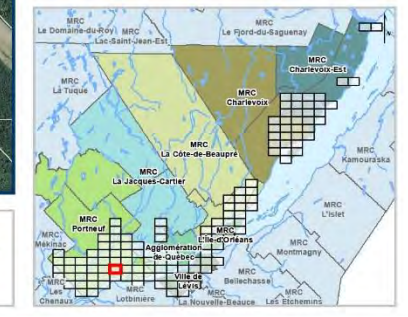 MRC
Le Domaine-du-Roy
MRC
Lac-Saint-Jean-Est
MRC
Le Fjord-du-Saguenay
MRC
La Tuque
MRC
Charlevoix-Est
MRC
Charlevoix
MRC
La Côte-de-Beaupré
MRC
Kamouraska
MRC
La Jacques-Cartier
MRC
L'Islet
MRC
Portneuf
MRC
L'Île-d'Orléans
MRC
Montmagny
MRC
Mékinac
Agglomération
de-Québec
MRC
Bellechasse
Ville de
Lévis
MRC
Les
Chenaux
MRC
Lotbinière
MRC
La Nouvelle-Beauce
MRC
Les Etchemins